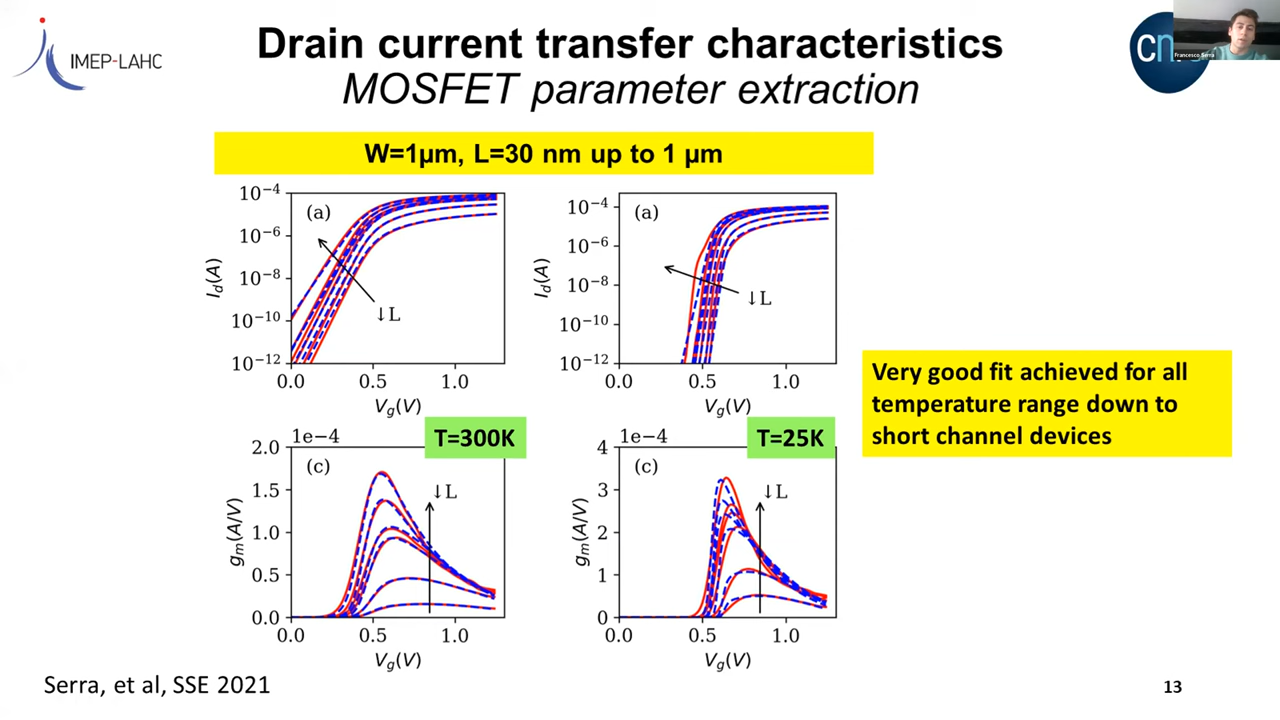 IMEP-LAHC
Drain current transfer characteristics
MOSFET parameter extraction
Francesco Serra
W=1µm, L=30 nm up to 1 µm
10⁻⁴
10⁻⁶
10⁻⁸
10⁻¹⁰
10⁻¹²
I_d(A)
(a)
↓L
0.0 0.5 1.0
V_g(V)
10⁻⁴
10⁻⁶
10⁻⁸
10⁻¹⁰
10⁻¹²
I_d(A)
(a)
↓L
0.0 0.5 1.0
V_g(V)
Very good fit achieved for all
temperature range down to
short channel devices
1e−4
T=300K
2.0
1.5
1.0
0.5
0.0
g_m(A/V)
(c)
↓L
0.0 0.5 1.0
V_g(V)
1e−4
T=25K
4
3
2
1
0
g_m(A/V)
(c)
↓L
0.0 0.5 1.0
V_g(V)
Serra, et al, SSE 2021
13